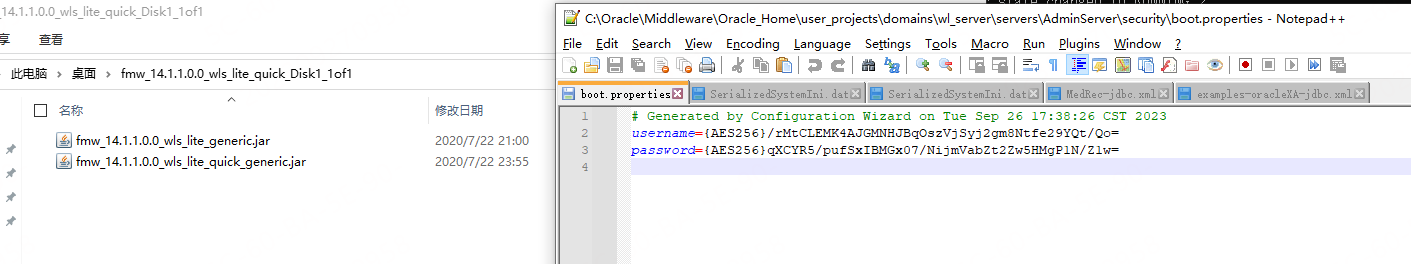 _14.1.1.0.0_wls_lite_quick_Disk1_1of1
享
查看
此电脑 > 桌面 > fmw_14.1.1.0.0_wls_lite_quick_Disk1_1of1
名称
修改日期
fmw_14.1.1.0.0_wls_lite_generic.jar
2020/7/22 21:00
fmw_14.1.1.0.0_wls_lite_quick_generic.jar
2020/7/22 23:55
C:\Oracle\Middleware\Oracle_Home\user_projects\domains\wl_server\servers\AdminServer\security\boot.properties - Notepad++
File Edit Search View Encoding Language Settings Tools Macro Run Plugins Window ?
boot.properties SerializedSystemIni.dat SerializedSystemIni.dat MedRec-jdbc.xml examples-oracleXA-jdbc.xml
1 # Generated by Configuration Wizard on Tue Sep 26 17:38:26 CST 2023
2 username={AES256}/rMtCLEMK4AJGMNHJBqOszVjSyj2gm8Ntfe29YQt/Qo=
3 password={AES256}qXCYR5/pufSxIBMGx07/NijmVabZt2Zw5HMgP1N/Z1w=
4